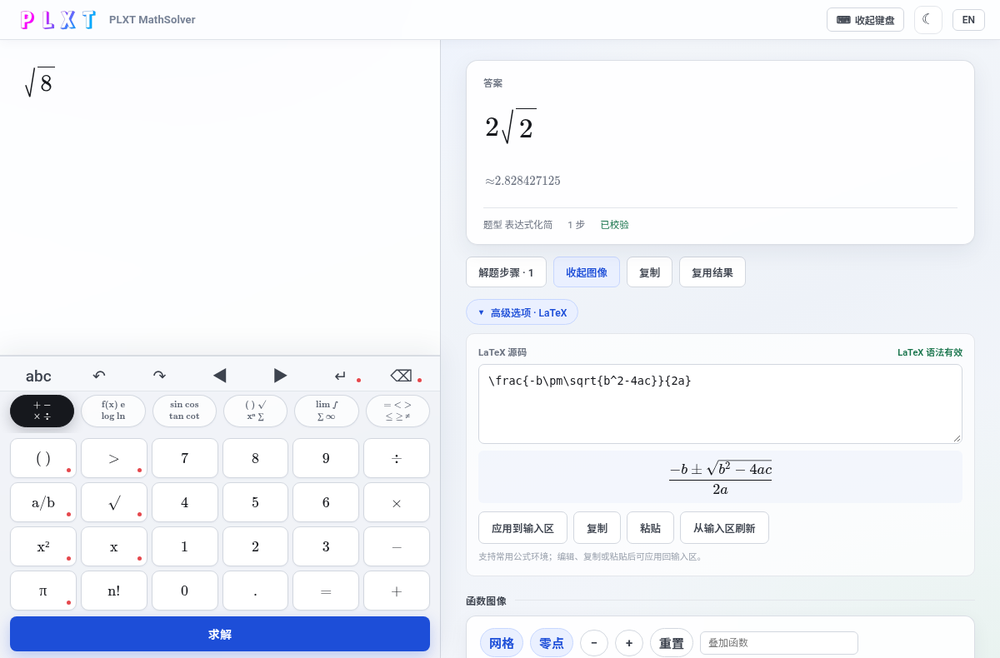 PLXT PLXT MathSolver ⌨ 收起键盘 ☾ EN
√8
abc ↶ ↷ ◀ ▶ ↵ ⌫
+ − × ÷
f(x) e log ln
sin cos tan cot
( ) √ xⁿ ∑
lim ∫ ∑ ∞
= < > ≤ ≥ ≠
( ) > 7 8 9 ÷
a/b √ 4 5 6 ×
x² x 1 2 3 −
π n! 0 . = +
求解
答案
2√2
≈2.828427125
题型 表达式化简 1 步 已校验
解题步骤 · 1 收起图像 复制 复用结果
▼ 高级选项 · LaTeX
LaTeX 源码 LaTeX 语法有效
\frac{-b\pm\sqrt{b^2-4ac}}{2a}
−b ± √b² − 4ac
2a
应用到输入区 复制 粘贴 从输入区刷新
支持常用公式环境；编辑、复制或粘贴后可应用回输入区。
函数图像
网格 零点 − + 重置 叠加函数